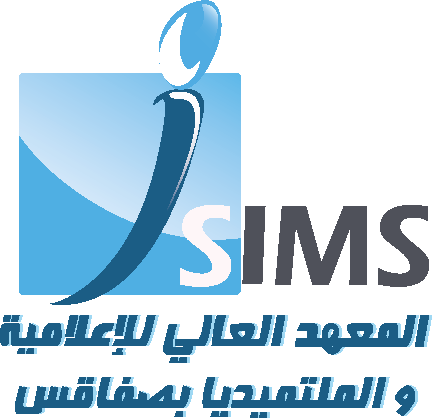 iSIMS
المعهد العالي للإعلامية
و الملتميديا بصفاقس